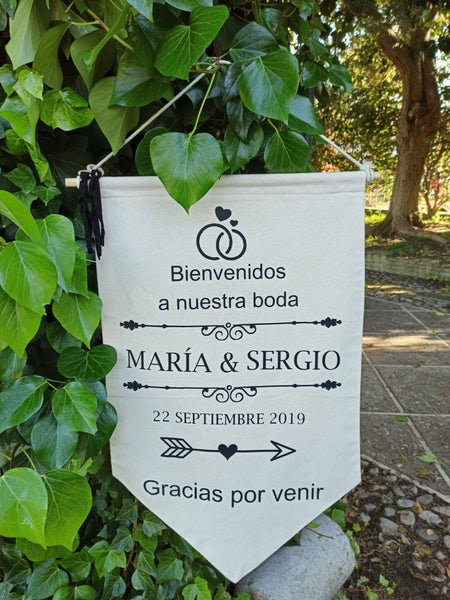 Bienvenidos
a nuestra boda
MARÍA & SERGIO
22 SEPTIEMBRE 2019
Gracias por venir